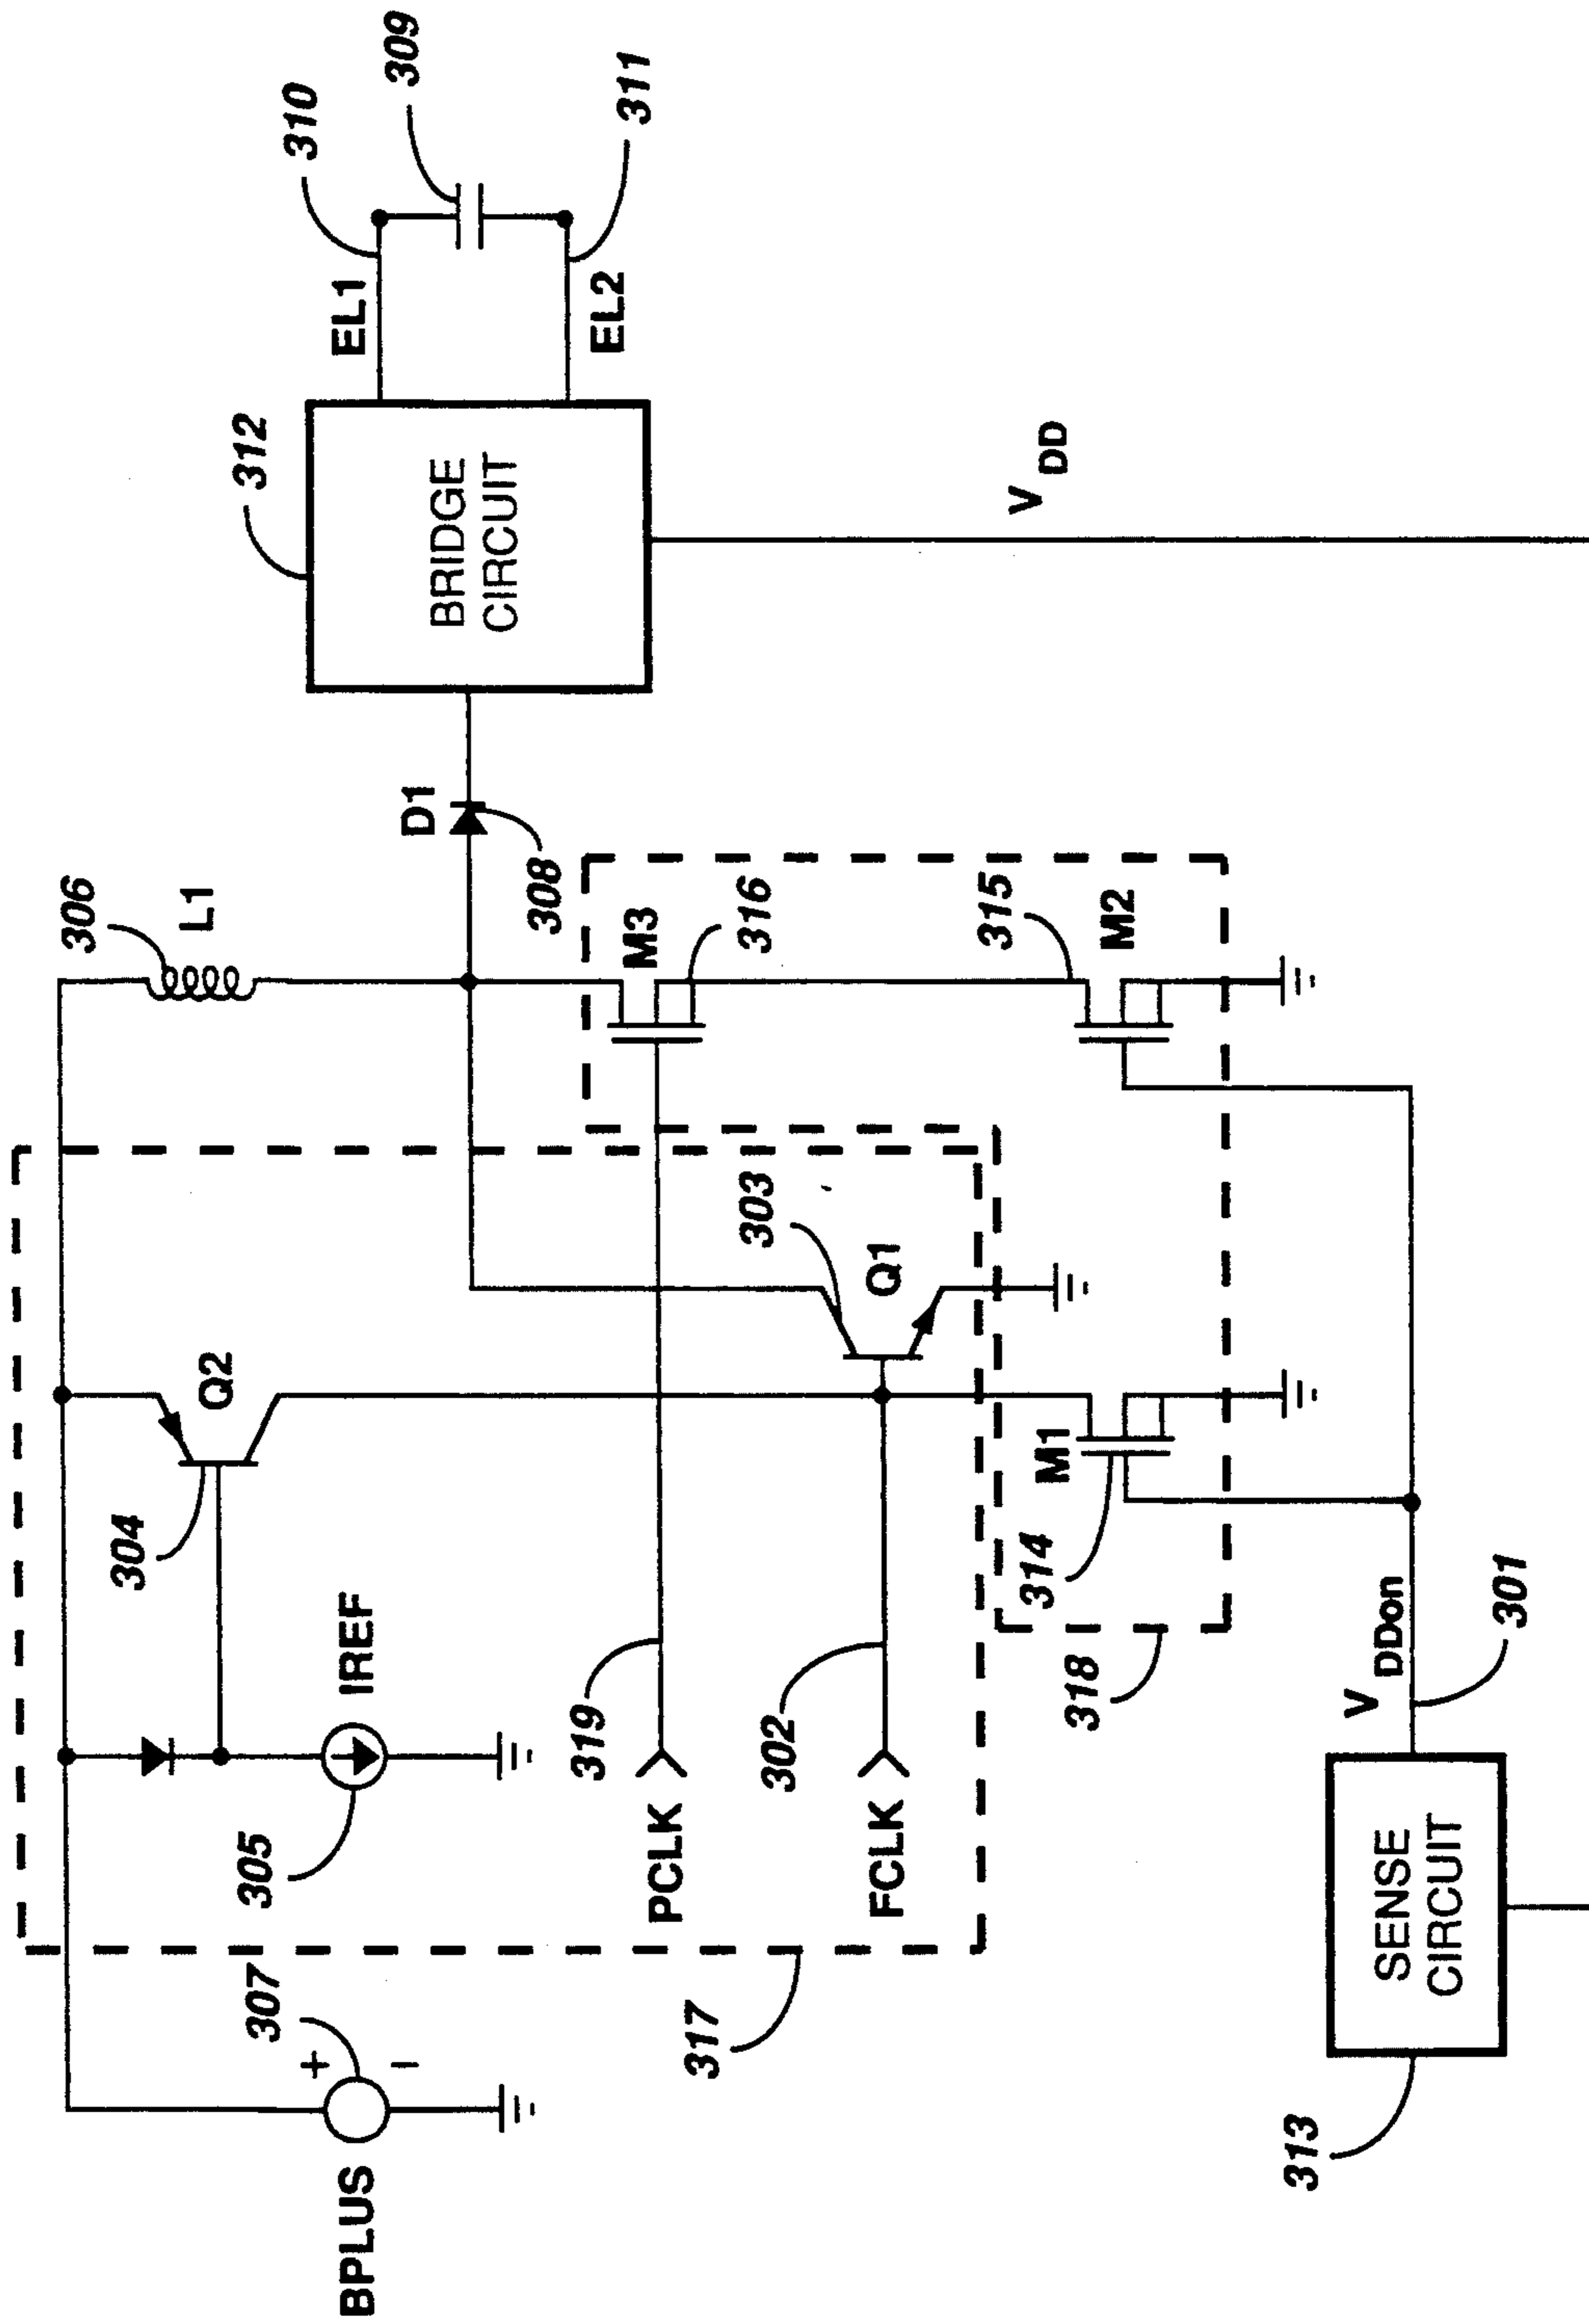 BPLUS
307
+
−
317
305
IREF
304
Q2
306
L1
PCLK
319
FCLK
302
303
Q1
D1
308
312
BRIDGE
CIRCUIT
310
EL1
309
EL2
311
M3
316
315
M2
M1
314
318
313
SENSE
CIRCUIT
V DDon
301
V DD